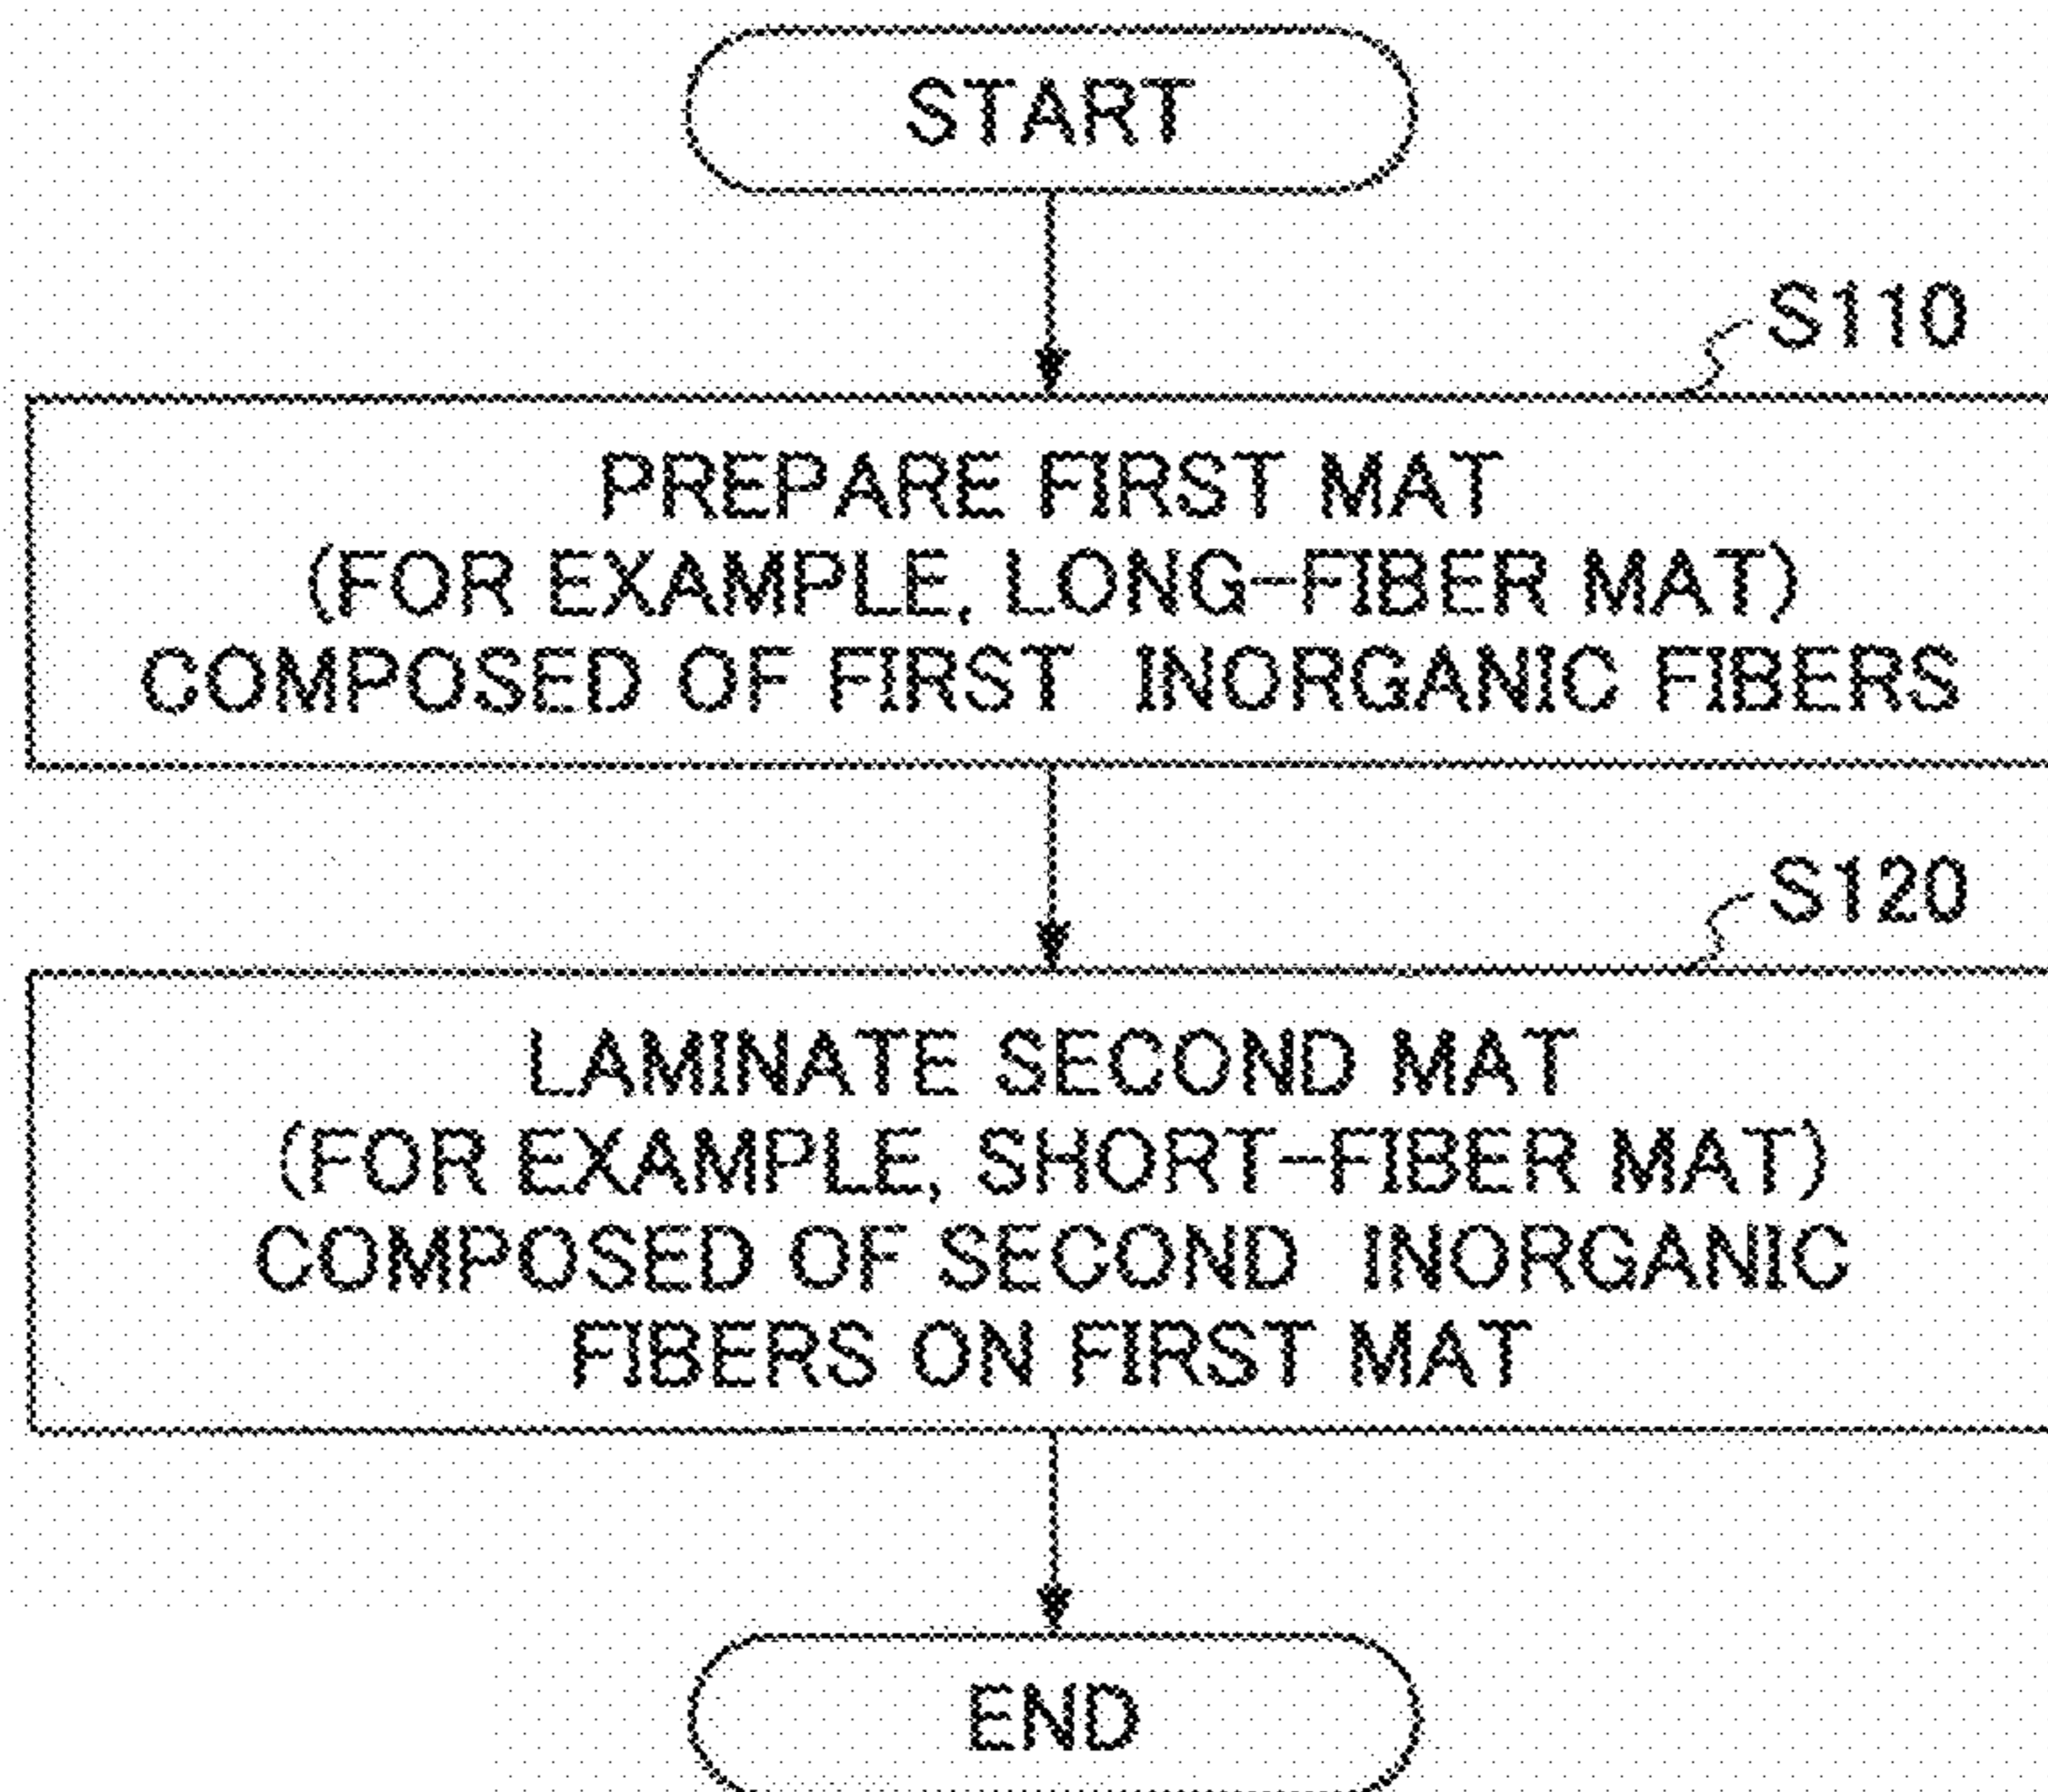 START
S110
PREPARE FIRST MAT
(FOR EXAMPLE, LONG-FIBER MAT)
COMPOSED OF FIRST INORGANIC FIBERS
S120
LAMINATE SECOND MAT
(FOR EXAMPLE, SHORT-FIBER MAT)
COMPOSED OF SECOND INORGANIC
FIBERS ON FIRST MAT
END